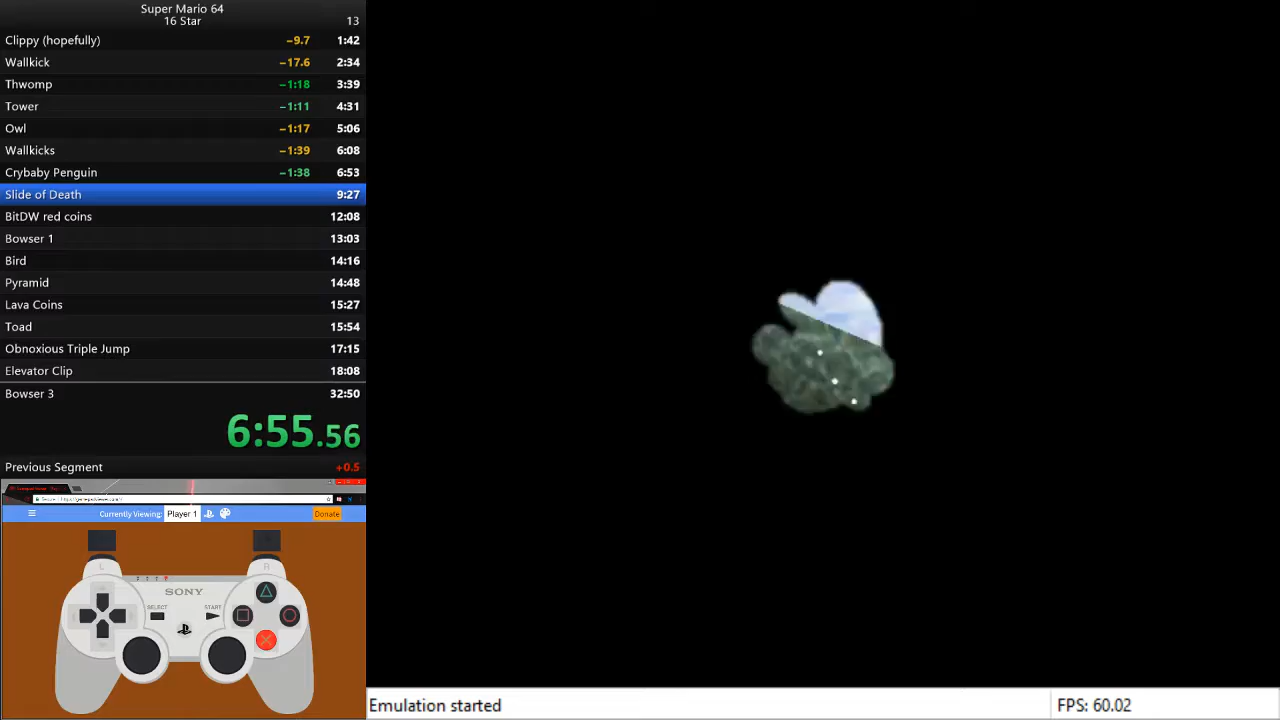 Super Mario 64
16 Star 13
Clippy (hopefully) −9.7 1:42
Wallkick −17.6 2:34
Thwomp −1:18 3:39
Tower −1:11 4:31
Owl −1:17 5:06
Wallkicks −1:39 6:08
Crybaby Penguin −1:38 6:53
Slide of Death 9:27
BitDW red coins 12:08
Bowser 1 13:03
Bird 14:16
Pyramid 14:48
Lava Coins 15:27
Toad 15:54
Obnoxious Triple Jump 17:15
Elevator Clip 18:08
Bowser 3 32:50
6:55.56
Previous Segment +0.5
Currently Viewing: Player 1 Donate
L R
SONY
SELECT START
Emulation started FPS: 60.02